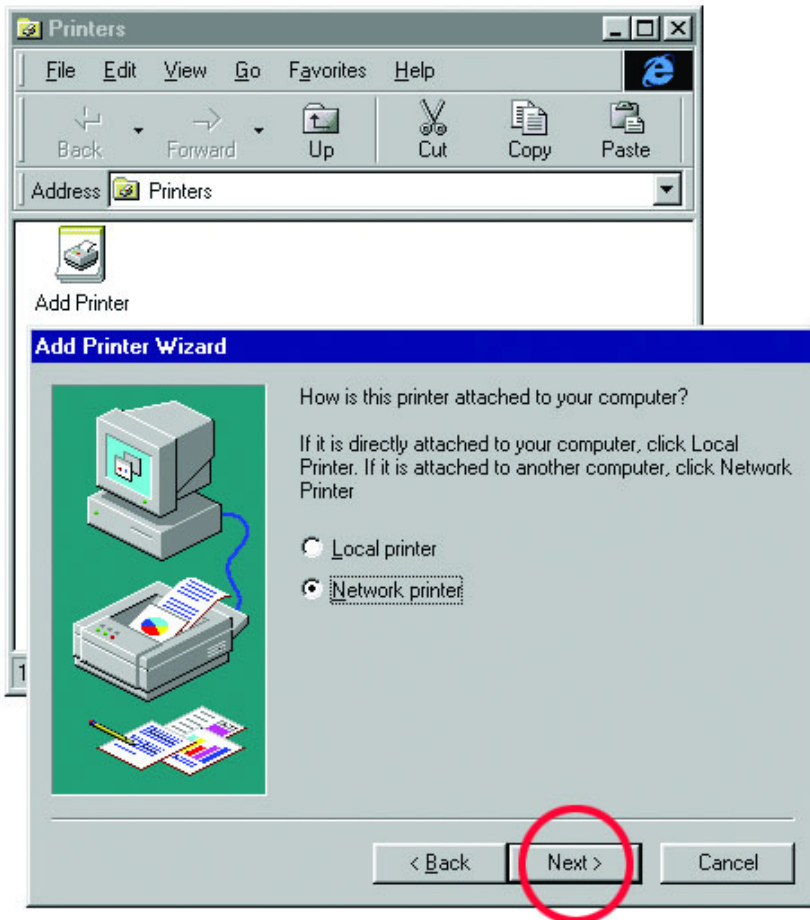 Printers
File Edit View Go Favorites Help
Back Forward Up Cut Copy Paste
Address Printers
Add Printer
Add Printer Wizard
How is this printer attached to your computer?
If it is directly attached to your computer, click Local
Printer. If it is attached to another computer, click Network
Printer
Local printer
Network printer
1
< Back Next > Cancel